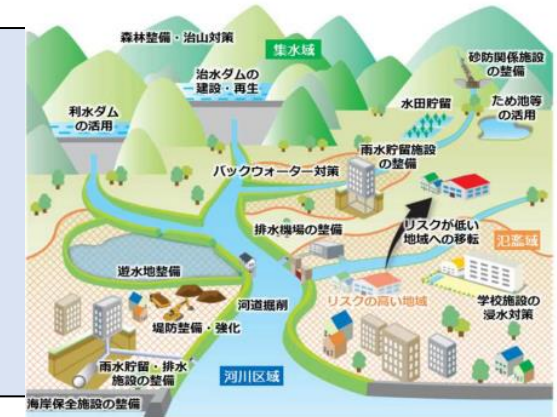 森林整備・治山対策
集水域
砂防関係施設
の整備
治水ダムの
建設・再生
水田貯留
ため池等
の活用
利水ダム
の活用
雨水貯留施設
の整備
バックウォーター対策
排水機場の整備
リスクが低い
地域への移転
氾濫域
遊水地整備
河道掘削
リスクの高い地域
学校施設の
浸水対策
堤防整備・強化
雨水貯留・排水
施設の整備
河川区域
海岸保全施設の整備